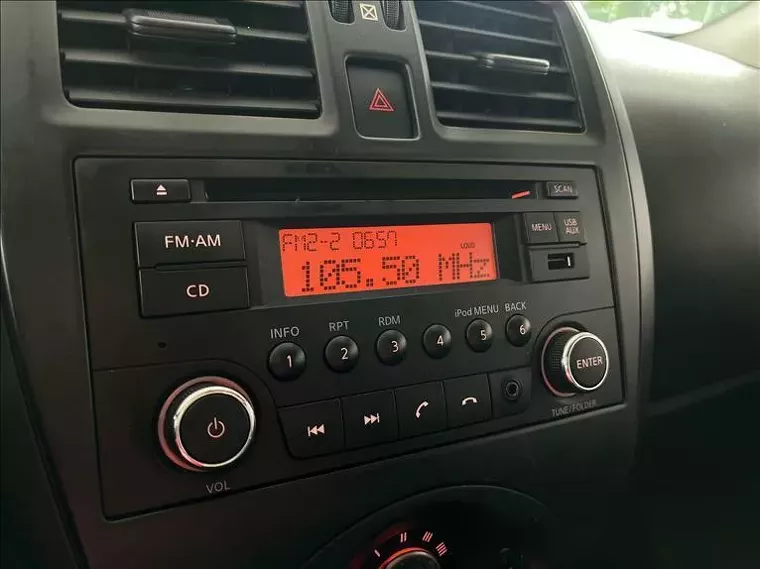 SCAN
FM·AM
MENU
USB
AUX
FM2-2 0657
LOUD
105.50 MHz
CD
INFO
RPT
RDM
iPod MENU
BACK
1
2
3
4
5
6
ENTER
TUNE/FOLDER
VOL